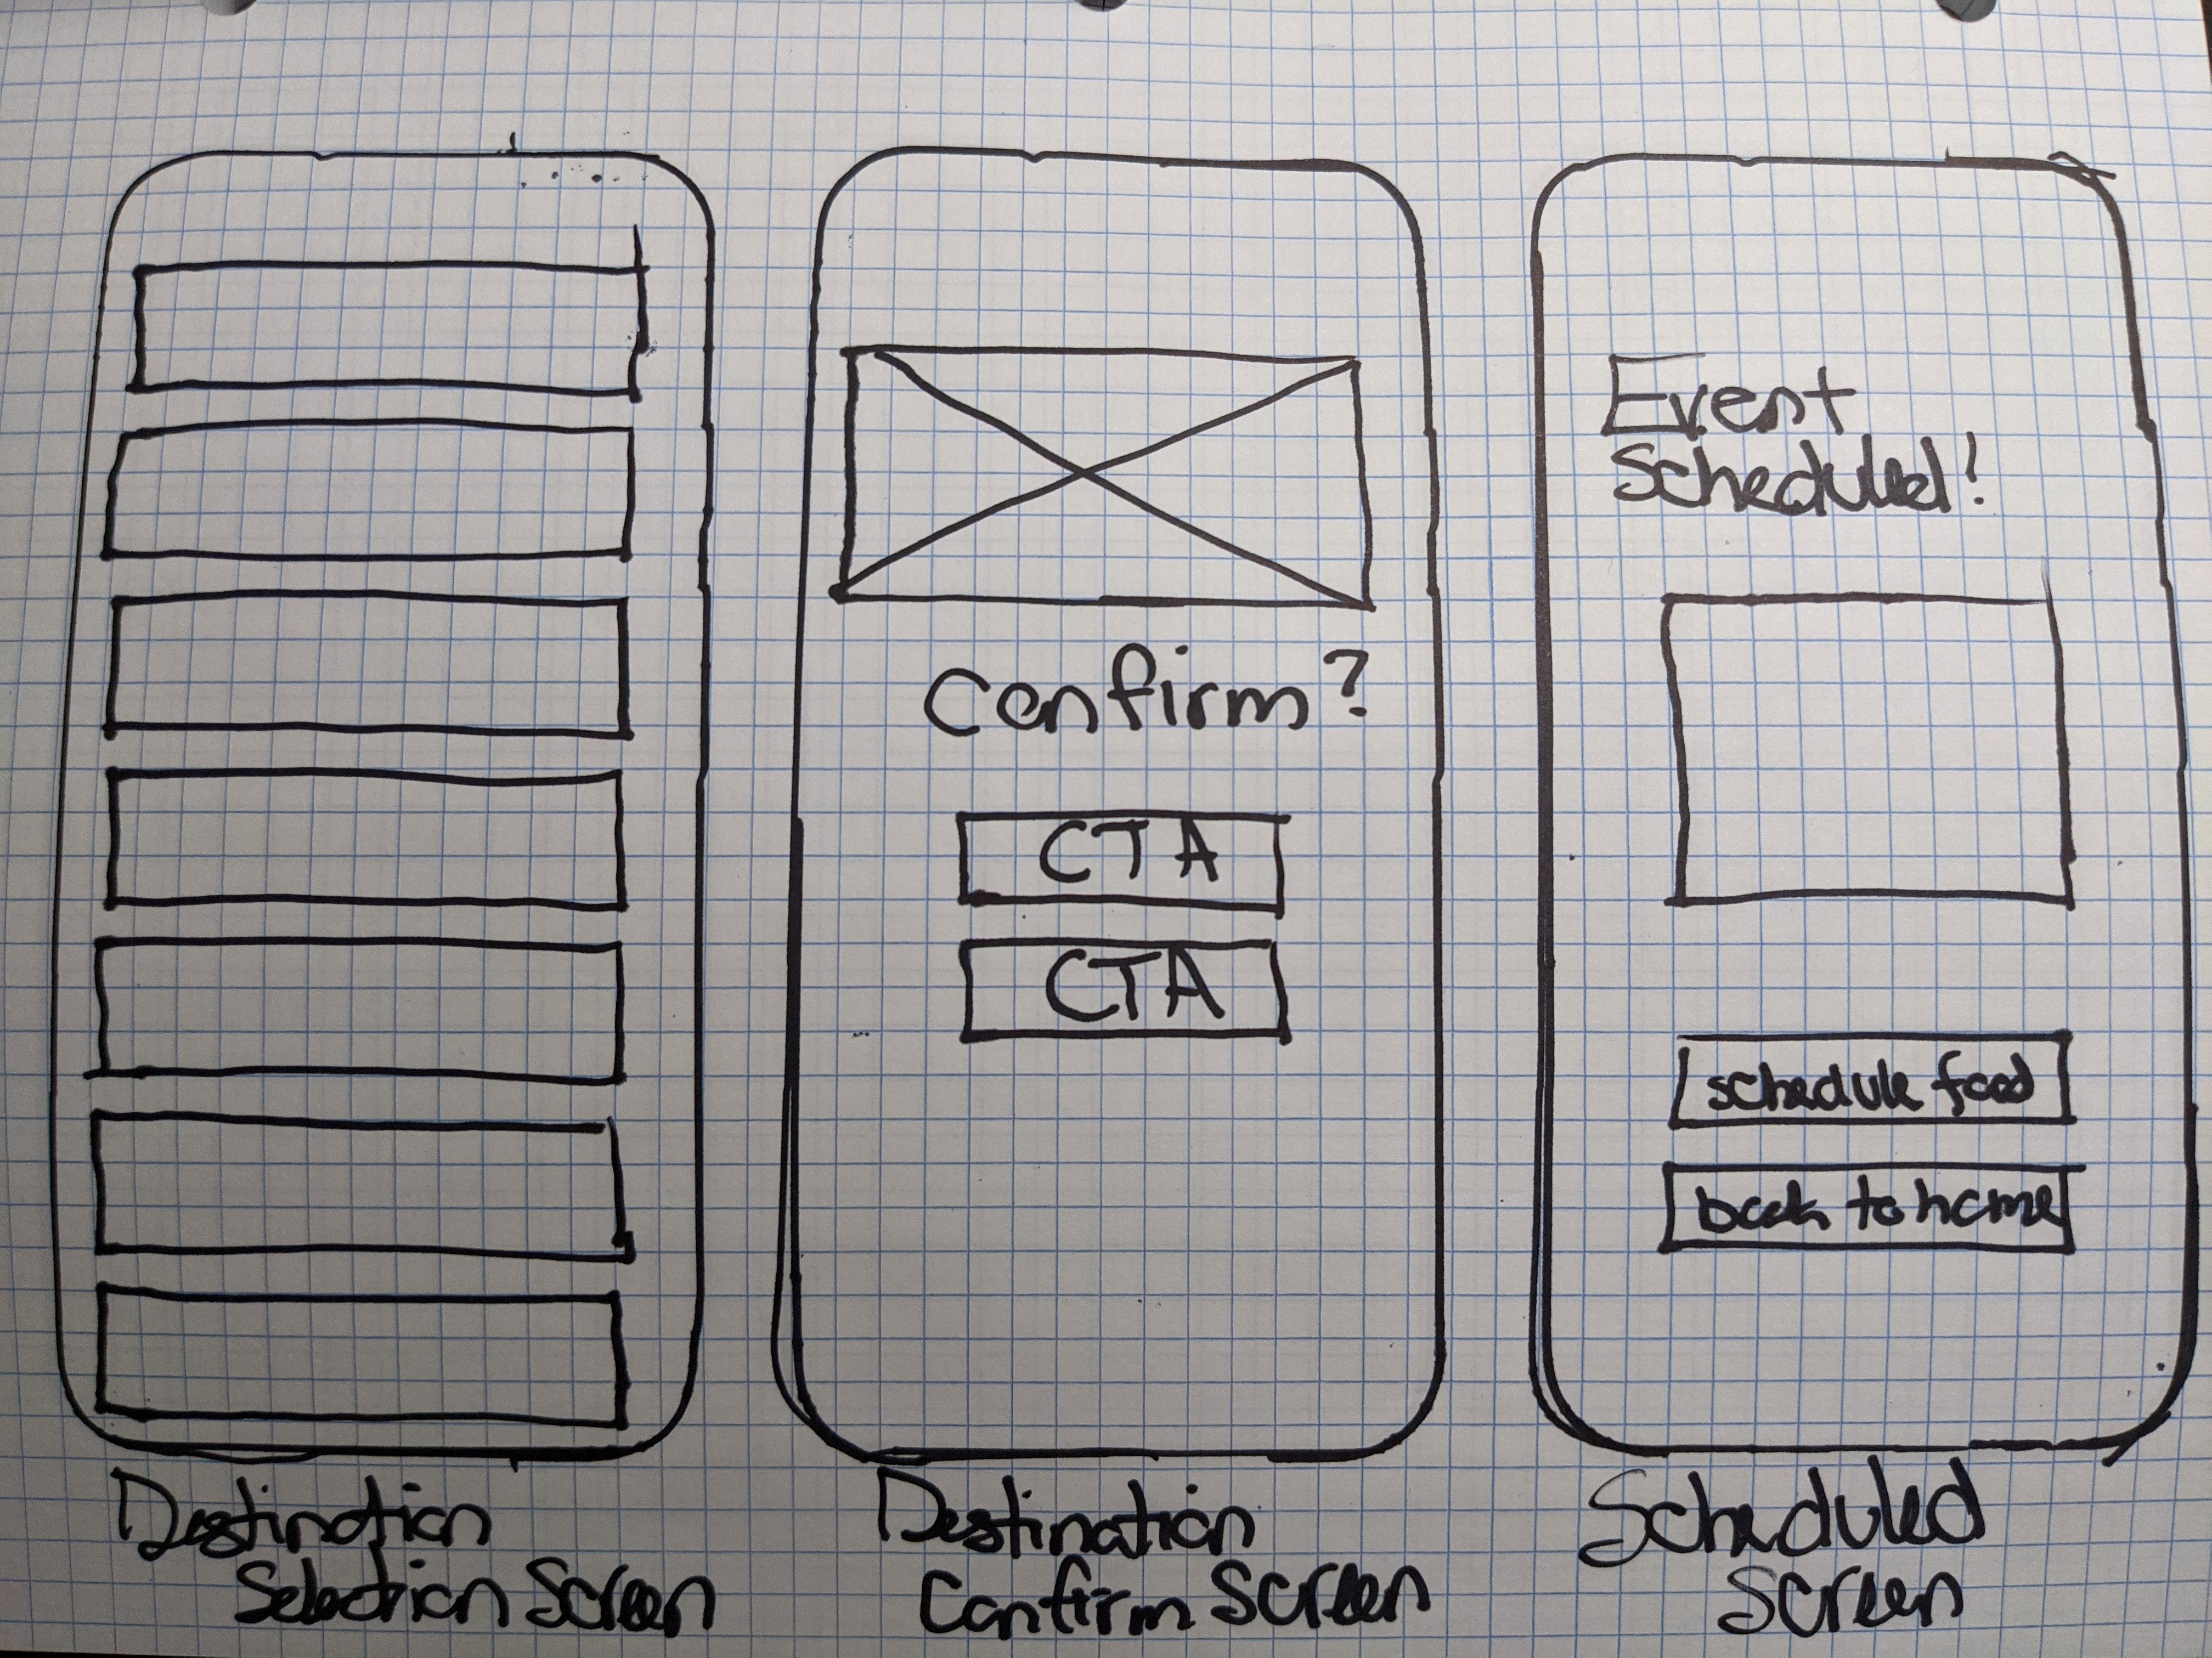 Confirm?
CTA
CTA
Event
Scheduled!
schedule food
back to home
Destination
Selection Screen
Destination
Confirm Screen
Scheduled
Screen